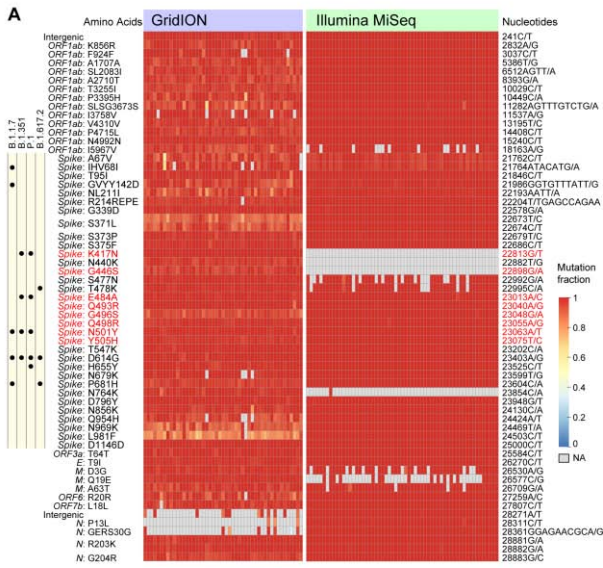 A
Amino Acids
GridION
Illumina MiSeq
Nucleotides
B.1.1.7
B.1.351
P.1
B.1.617.2
Intergenic
ORF1ab: K856R
ORF1ab: F924F
ORF1ab: A1707A
ORF1ab: SL2083I
ORF1ab: A2710T
ORF1ab: T3255I
ORF1ab: P3395H
ORF1ab: SLSG3673S
ORF1ab: I3758V
ORF1ab: V4310V
ORF1ab: P4715L
ORF1ab: N4992N
ORF1ab: I5967V
Spike: A67V
Spike: IHV68I
Spike: T95I
Spike: GVYY142D
Spike: NL211I
Spike: R214REPE
Spike: G339D
Spike: S371L
Spike: S373P
Spike: S375F
Spike: K417N
Spike: N440K
Spike: G446S
Spike: S477N
Spike: T478K
Spike: E484A
Spike: Q493R
Spike: G496S
Spike: Q498R
Spike: N501Y
Spike: Y505H
Spike: T547K
Spike: D614G
Spike: H655Y
Spike: N679K
Spike: P681H
Spike: N764K
Spike: D796Y
Spike: N856K
Spike: Q954H
Spike: N969K
Spike: L981F
Spike: D1146D
ORF3a: T64T
E: T9I
M: D3G
M: Q19E
M: A63T
ORF6: R20R
ORF7b: L18L
Intergenic
N: P13L
N: GERS30G
N: R203K
N: G204R
241C/T
2832A/G
3037C/T
5386T/G
6512AGTT/A
8393G/A
10029C/T
10449C/A
11282AGTTTGTCTG/A
11537A/G
13195T/C
14408C/T
15240C/T
18163A/G
21762C/T
21764ATACATG/A
21846C/T
21986GGTGTTTATT/G
22193AATT/A
22204T/TGAGCCAGAA
22578G/A
22673T/C
22674C/T
22679T/C
22686C/T
22813G/T
22882T/G
22898G/A
22992G/A
22995C/A
23013A/C
23040A/G
23048G/A
23055A/G
23063A/T
23075T/C
23202C/A
23403A/G
23525C/T
23599T/G
23604C/A
23854C/A
23948G/T
24130C/A
24424A/T
24469T/A
24503C/T
25000C/T
25584C/T
26270C/T
26530A/G
26577C/G
26709G/A
27259A/C
27807C/T
28271A/T
28311C/T
28361GGAGAACGCA/G
28881G/A
28882G/A
28883G/C
Mutation
fraction
1.0
0.8
0.6
0.4
0.2
0
NA